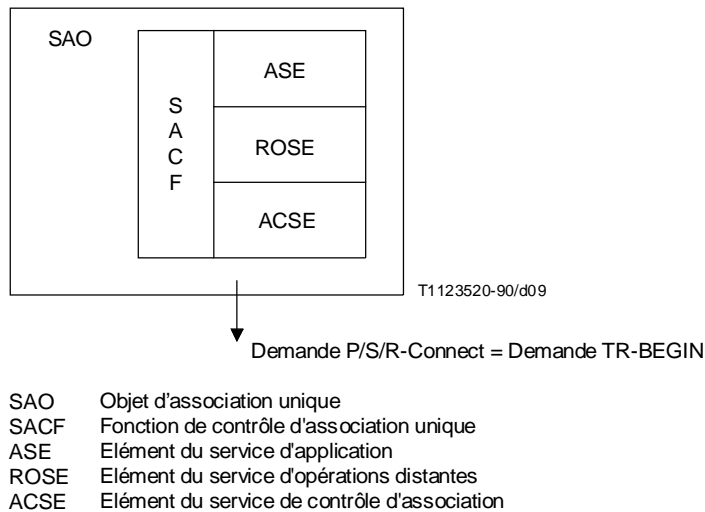 SAO
ASE
S
A
C
F
ROSE
ACSE
T1123520-90/d09
Demande P/S/R-Connect = Demande TR-BEGIN
SAO Objet d'association unique
SACF Fonction de contrôle d'association unique
ASE Elément du service d'application
ROSE Elément du service d'opérations distantes
ACSE Elément du service de contrôle d'association